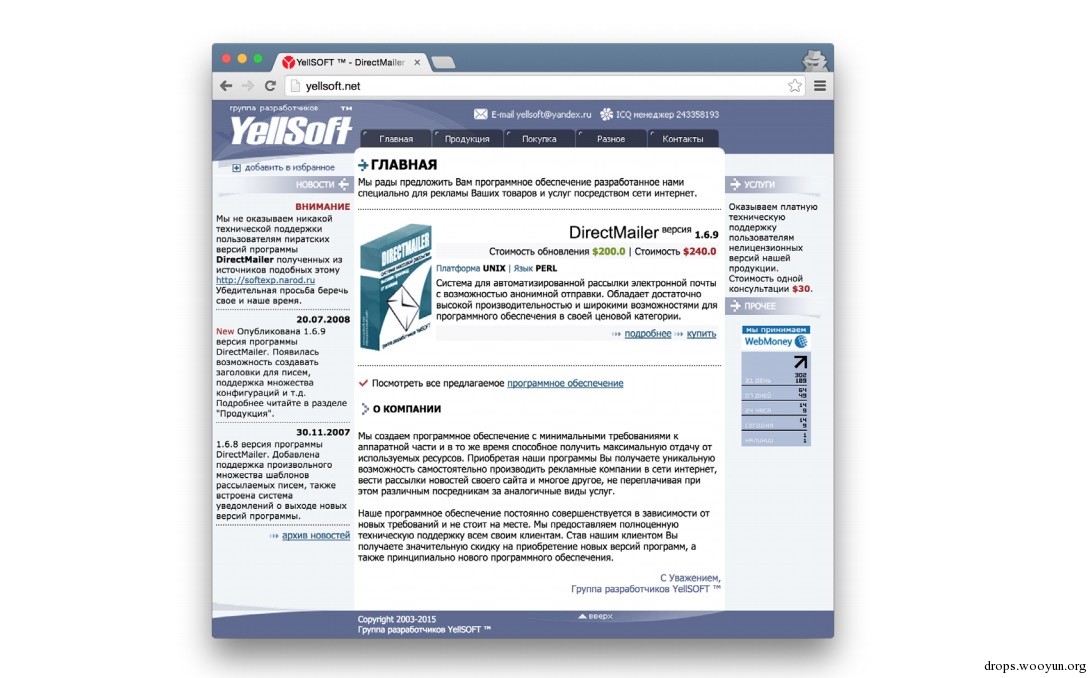 YellSOFT ™ - DirectMailer
yellsoft.net
группа разработчиков ™
YellSoft
E-mail yellsoft@yandex.ru ICQ менеджер 243358193
Главная Продукция Покупка Разное Контакты
добавить в избранное
НОВОСТИ
ВНИМАНИЕ
Мы не оказываем никакой
технической поддержки
пользователям пиратских
версий программы
DirectMailer полученных из
источников подобных этому
http://softexp.narod.ru
Убедительная просьба беречь
свое и наше время.
20.07.2008
New Опубликована 1.6.9
версия программы
DirectMailer. Появилась
возможность создавать
заголовки для писем,
поддержка множества
конфигураций и т.д.
Подробнее читайте в разделе
"Продукция".
30.11.2007
1.6.8 версия программы
DirectMailer. Добавлена
поддержка произвольного
множества шаблонов
рассылаемых писем, также
встроена система
уведомлений о выходе новых
версий программы.
архив новостей
ГЛАВНАЯ
Мы рады предложить Вам программное обеспечение разработанное нами
специально для рекламы Ваших товаров и услуг посредством сети интернет.
DIRECTMAILER
DirectMailer версия 1.6.9
Стоимость обновления $200.0 | Стоимость $240.0
Платформа UNIX | Язык PERL
Система для автоматизированной рассылки электронной почты
с возможностью анонимной отправки. Обладает достаточно
высокой производительностью и широкими возможностями для
программного обеспечения в своей ценовой категории.
подробнее купить
Посмотреть все предлагаемое программное обеспечение
О КОМПАНИИ
Мы создаем программное обеспечение с минимальными требованиями к
аппаратной части и в то же время способное получить максимальную отдачу от
используемых ресурсов. Приобретая наши программы Вы получаете уникальную
возможность самостоятельно производить рекламные компании в сети интернет,
вести рассылки новостей своего сайта и многое другое, не переплачивая при
этом различным посредникам за аналогичные виды услуг.
Наше программное обеспечение постоянно совершенствуется в зависимости от
новых требований и не стоит на месте. Мы предоставляем полноценную
техническую поддержку всем своим клиентам. Став нашим клиентом Вы
получаете значительную скидку на приобретение новых версий программ, а
также принципиально нового программного обеспечения.
С Уважением,
Группа разработчиков YellSOFT ™
УСЛУГИ
Оказываем платную
техническую
поддержку
пользователям
нелицензионных
версий нашей
продукции.
Стоимость одной
консультации $30.
ПРОЧЕЕ
мы принимаем
WebMoney
302
189
64
49
14
9
14
9
1
1
Copyright 2003-2015
Группа разработчиков YellSOFT ™
вверх
drops.wooyun.org